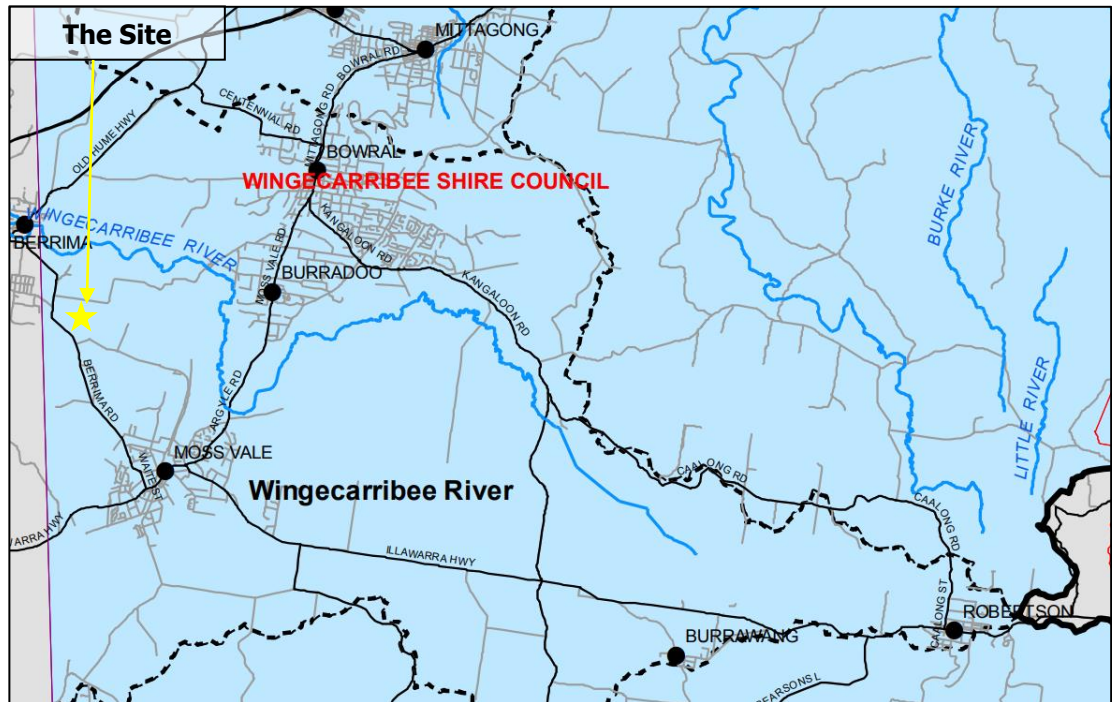 The Site
MITTAGONG
BOWRAL RD
CENTENNIAL RD
MITTAGONG RD
OLD HUME HWY
BOWRAL
WINGECARRIBEE SHIRE COUNCIL
WINGECARRIBEE RIVER
BERRIMA
KANGALOON RD
BURKE RIVER
MOSS VALE RD
BURRADOO
KANGALOON RD
BERRIMA RD
ARGYLE RD
LITTLE RIVER
MOSS VALE
WAITE ST
CAALONG RD
Wingecarribee River
CAALONG RD
WARRA HWY
ILLAWARRA HWY
CAALONG ST
ROBERTSON
BURRAWANG
EARSONS L